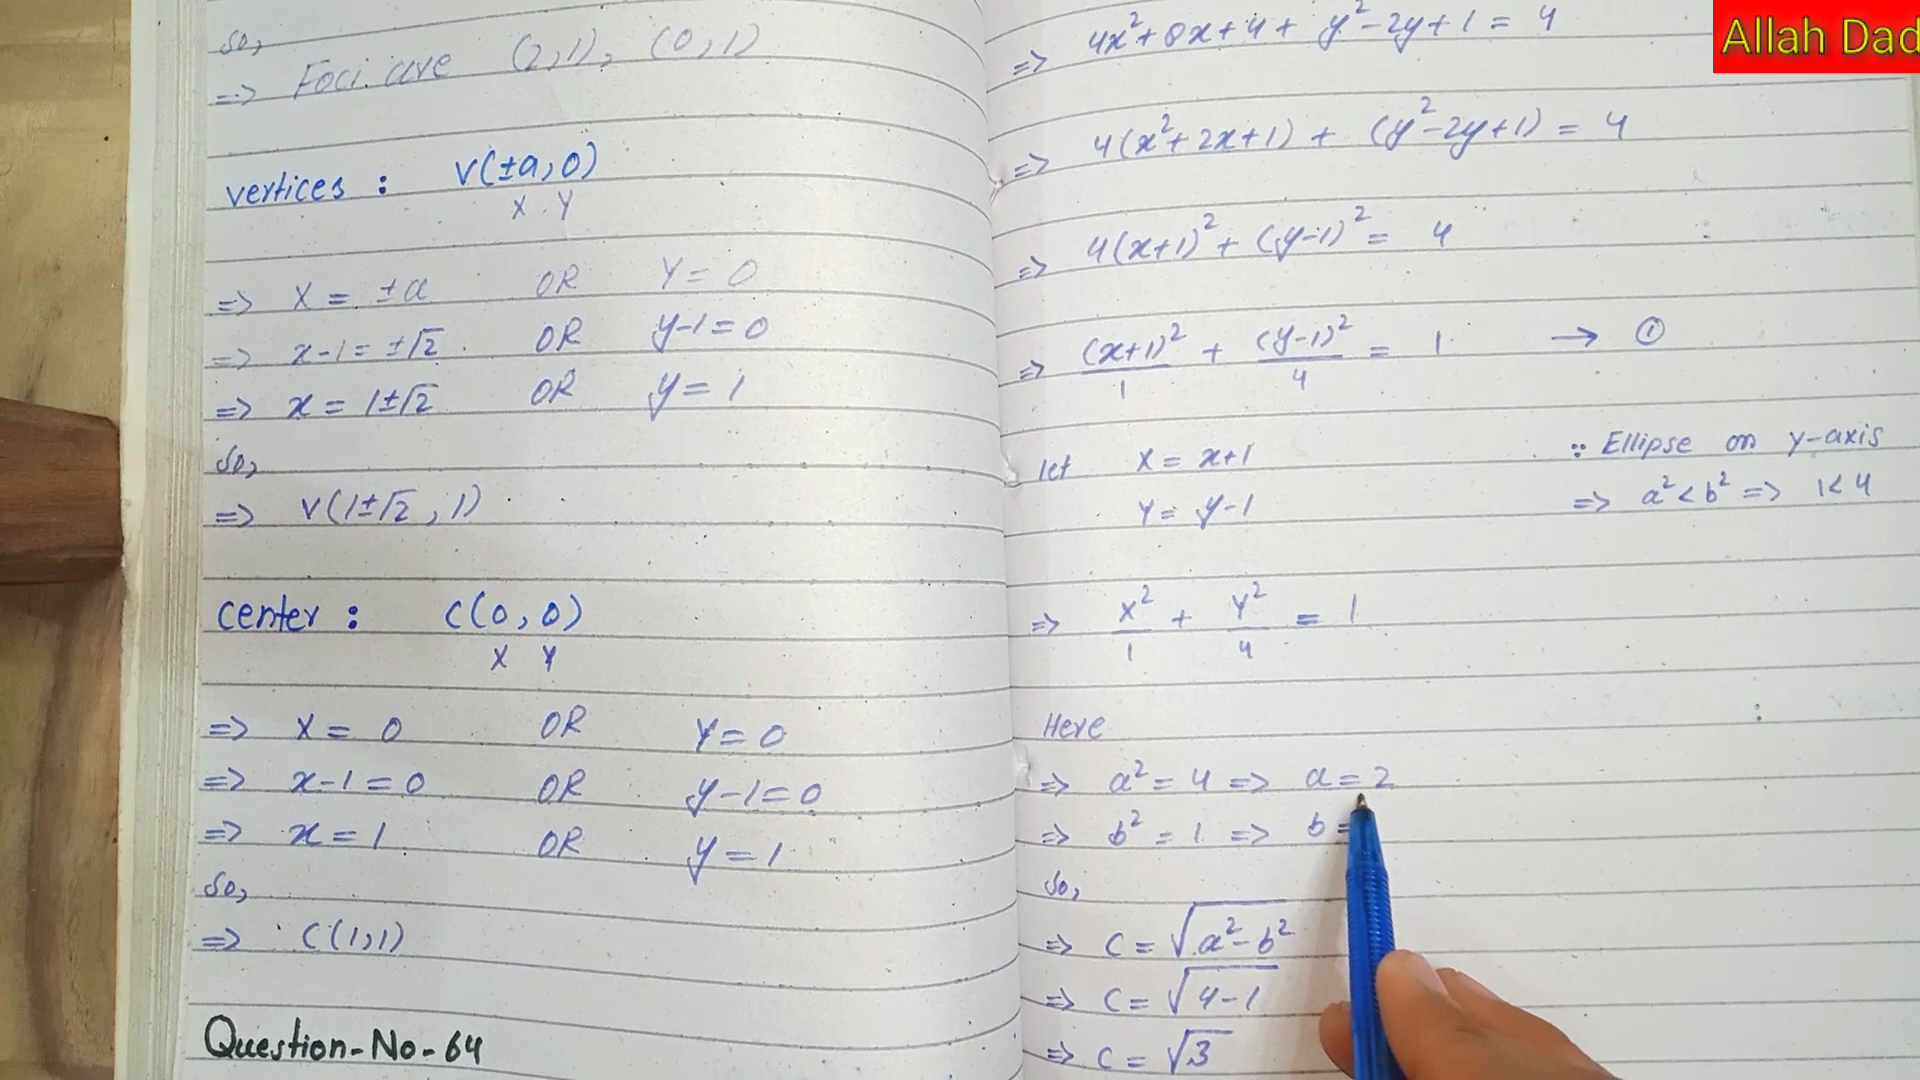 So,
=> Foci are (2,1), (0,1)
vertices : V(±a, 0)
X Y
=> X = ±a OR Y = 0
=> x-1 = ±√2 OR y-1 = 0
=> x = 1±√2 OR y = 1
So,
=> V(1±√2, 1)
center : C(0, 0)
X Y
=> X = 0 OR Y = 0
=> x-1 = 0 OR y-1 = 0
=> x = 1 OR y = 1
So,
=> C(1,1)
Question-No-64
=> 4x²+8x+4 + y²-2y+1 = 4
=> 4(x²+2x+1) + (y²-2y+1) = 4
=> 4(x+1)² + (y-1)² = 4
=> (x+1)²/1 + (y-1)²/4 = 1 → ①
let X = x+1
Y = y-1
∵ Ellipse on y-axis
=> a² < b² => 1<4
=> X²/1 + Y²/4 = 1
Here
=> a² = 4 => a = 2
=> b² = 1 => b =
So,
=> C = √a²-b²
=> C = √4-1
=> C = √3
Allah Dad